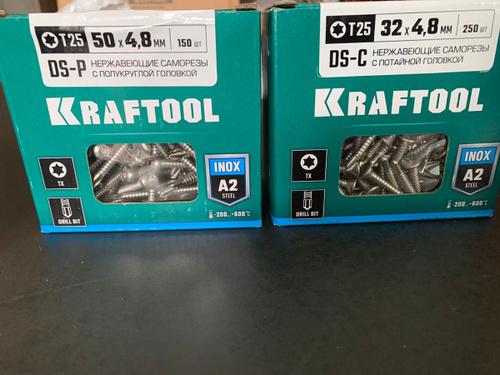 T25 50 x 4,8 мм 150 шт
DS-P НЕРЖАВЕЮЩИЕ САМОРЕЗЫ
С ПОЛУКРУГЛОЙ ГОЛОВКОЙ
KRAFTOOL
TX
DRILL BIT
INOX
A2
STEEL
-200..+600°C
T25 32 x 4,8 мм 250 шт
DS-C НЕРЖАВЕЮЩИЕ САМОРЕЗЫ
С ПОТАЙНОЙ ГОЛОВКОЙ
KRAFTOOL
TX
DRILL BIT
INOX
A2
STEEL
-200..+600°C